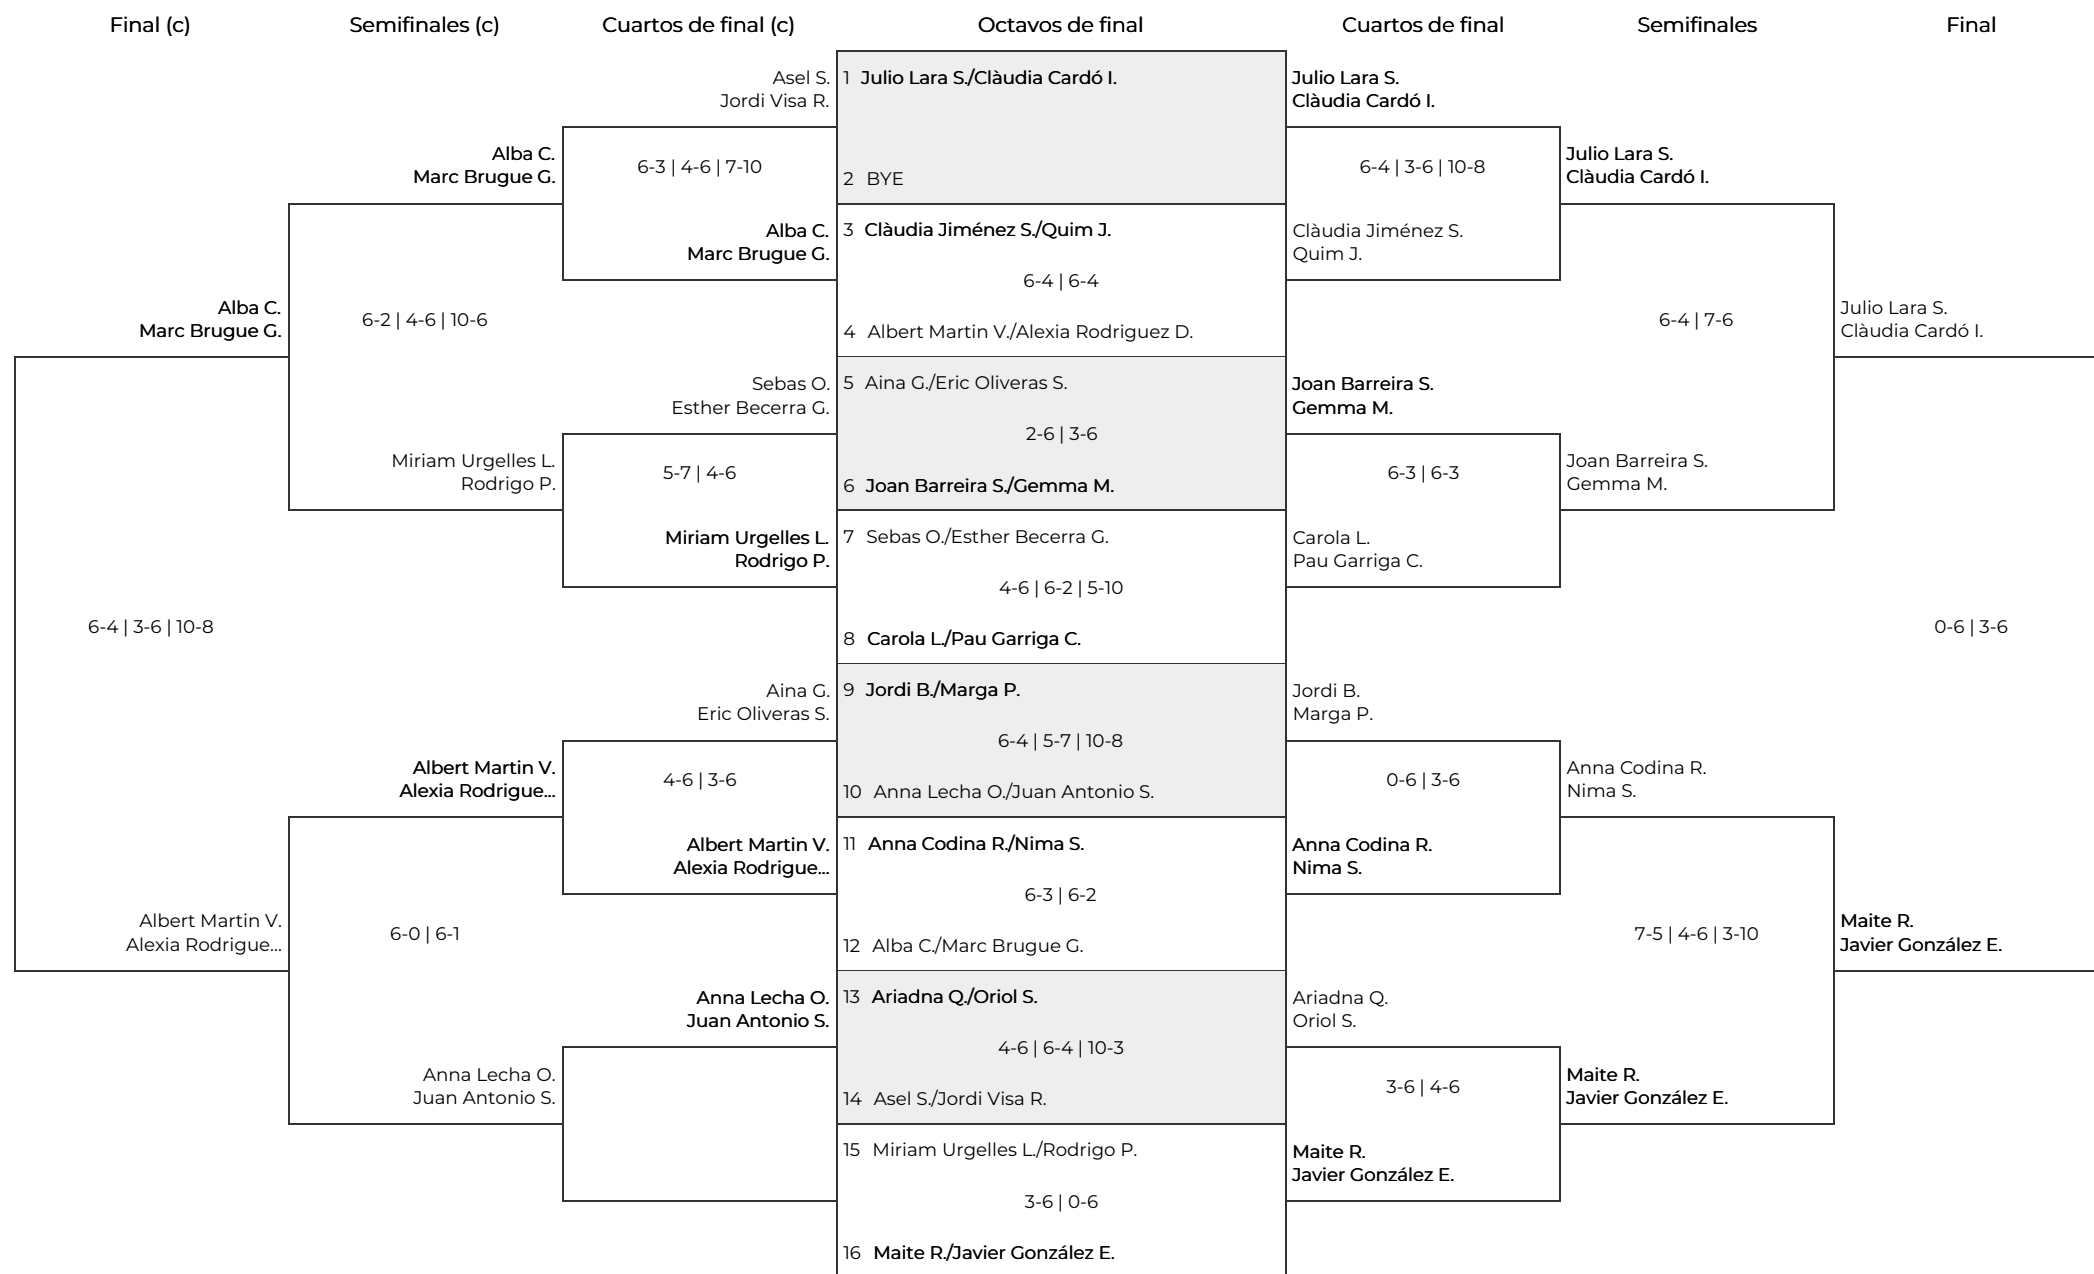 Final (c)
Semifinales (c)
Cuartos de final (c)
Octavos de final
Cuartos de final
Semifinales
Final
Alba C.
Marc Brugue G.
6-4 | 3-6 | 10-8
Albert Martin V.
Alexia Rodrigue...
Alba C.
Marc Brugue G.
6-2 | 4-6 | 10-6
Miriam Urgelles L.
Rodrigo P.
Albert Martin V.
Alexia Rodrigue...
6-0 | 6-1
Anna Lecha O.
Juan Antonio S.
Asel S.
Jordi Visa R.
6-3 | 4-6 | 7-10
Alba C.
Marc Brugue G.
Sebas O.
Esther Becerra G.
5-7 | 4-6
Miriam Urgelles L.
Rodrigo P.
Aina G.
Eric Oliveras S.
4-6 | 3-6
Albert Martin V.
Alexia Rodrigue...
Anna Lecha O.
Juan Antonio S.
1 Julio Lara S./Clàudia Cardó I.
2 BYE
3 Clàudia Jiménez S./Quim J.
6-4 | 6-4
4 Albert Martin V./Alexia Rodriguez D.
5 Aina G./Eric Oliveras S.
2-6 | 3-6
6 Joan Barreira S./Gemma M.
7 Sebas O./Esther Becerra G.
4-6 | 6-2 | 5-10
8 Carola L./Pau Garriga C.
9 Jordi B./Marga P.
6-4 | 5-7 | 10-8
10 Anna Lecha O./Juan Antonio S.
11 Anna Codina R./Nima S.
6-3 | 6-2
12 Alba C./Marc Brugue G.
13 Ariadna Q./Oriol S.
4-6 | 6-4 | 10-3
14 Asel S./Jordi Visa R.
15 Miriam Urgelles L./Rodrigo P.
3-6 | 0-6
16 Maite R./Javier González E.
Julio Lara S.
Clàudia Cardó I.
6-4 | 3-6 | 10-8
Clàudia Jiménez S.
Quim J.
Joan Barreira S.
Gemma M.
6-3 | 6-3
Carola L.
Pau Garriga C.
Jordi B.
Marga P.
0-6 | 3-6
Anna Codina R.
Nima S.
Ariadna Q.
Oriol S.
3-6 | 4-6
Maite R.
Javier González E.
Julio Lara S.
Clàudia Cardó I.
6-4 | 7-6
Joan Barreira S.
Gemma M.
Anna Codina R.
Nima S.
7-5 | 4-6 | 3-10
Maite R.
Javier González E.
Julio Lara S.
Clàudia Cardó I.
0-6 | 3-6
Maite R.
Javier González E.